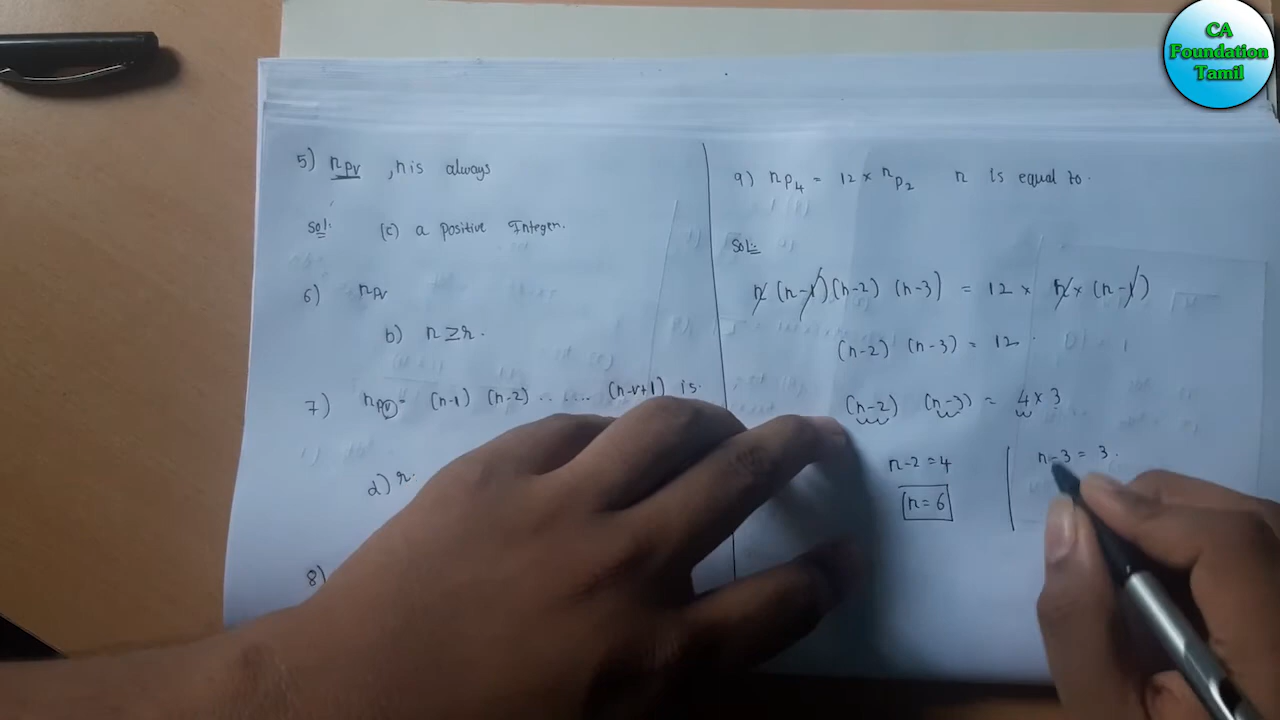 CA
Foundation
Tamil
5) nPr , n is always
Sol: (c) a positive Integer.
6) nPr
b) n ≥ r.
7) nPr = (n-1) (n-2) ....... (n-r+1) is.
d) r.
8)
9) nP4 = 12 × nP2 n is equal to.
Sol:-
n (n-1)(n-2) (n-3) = 12 × n × (n-1)
(n-2) (n-3) = 12
(n-2) (n-3) = 4 × 3
n-2 = 4
n = 6
n-3 = 3.